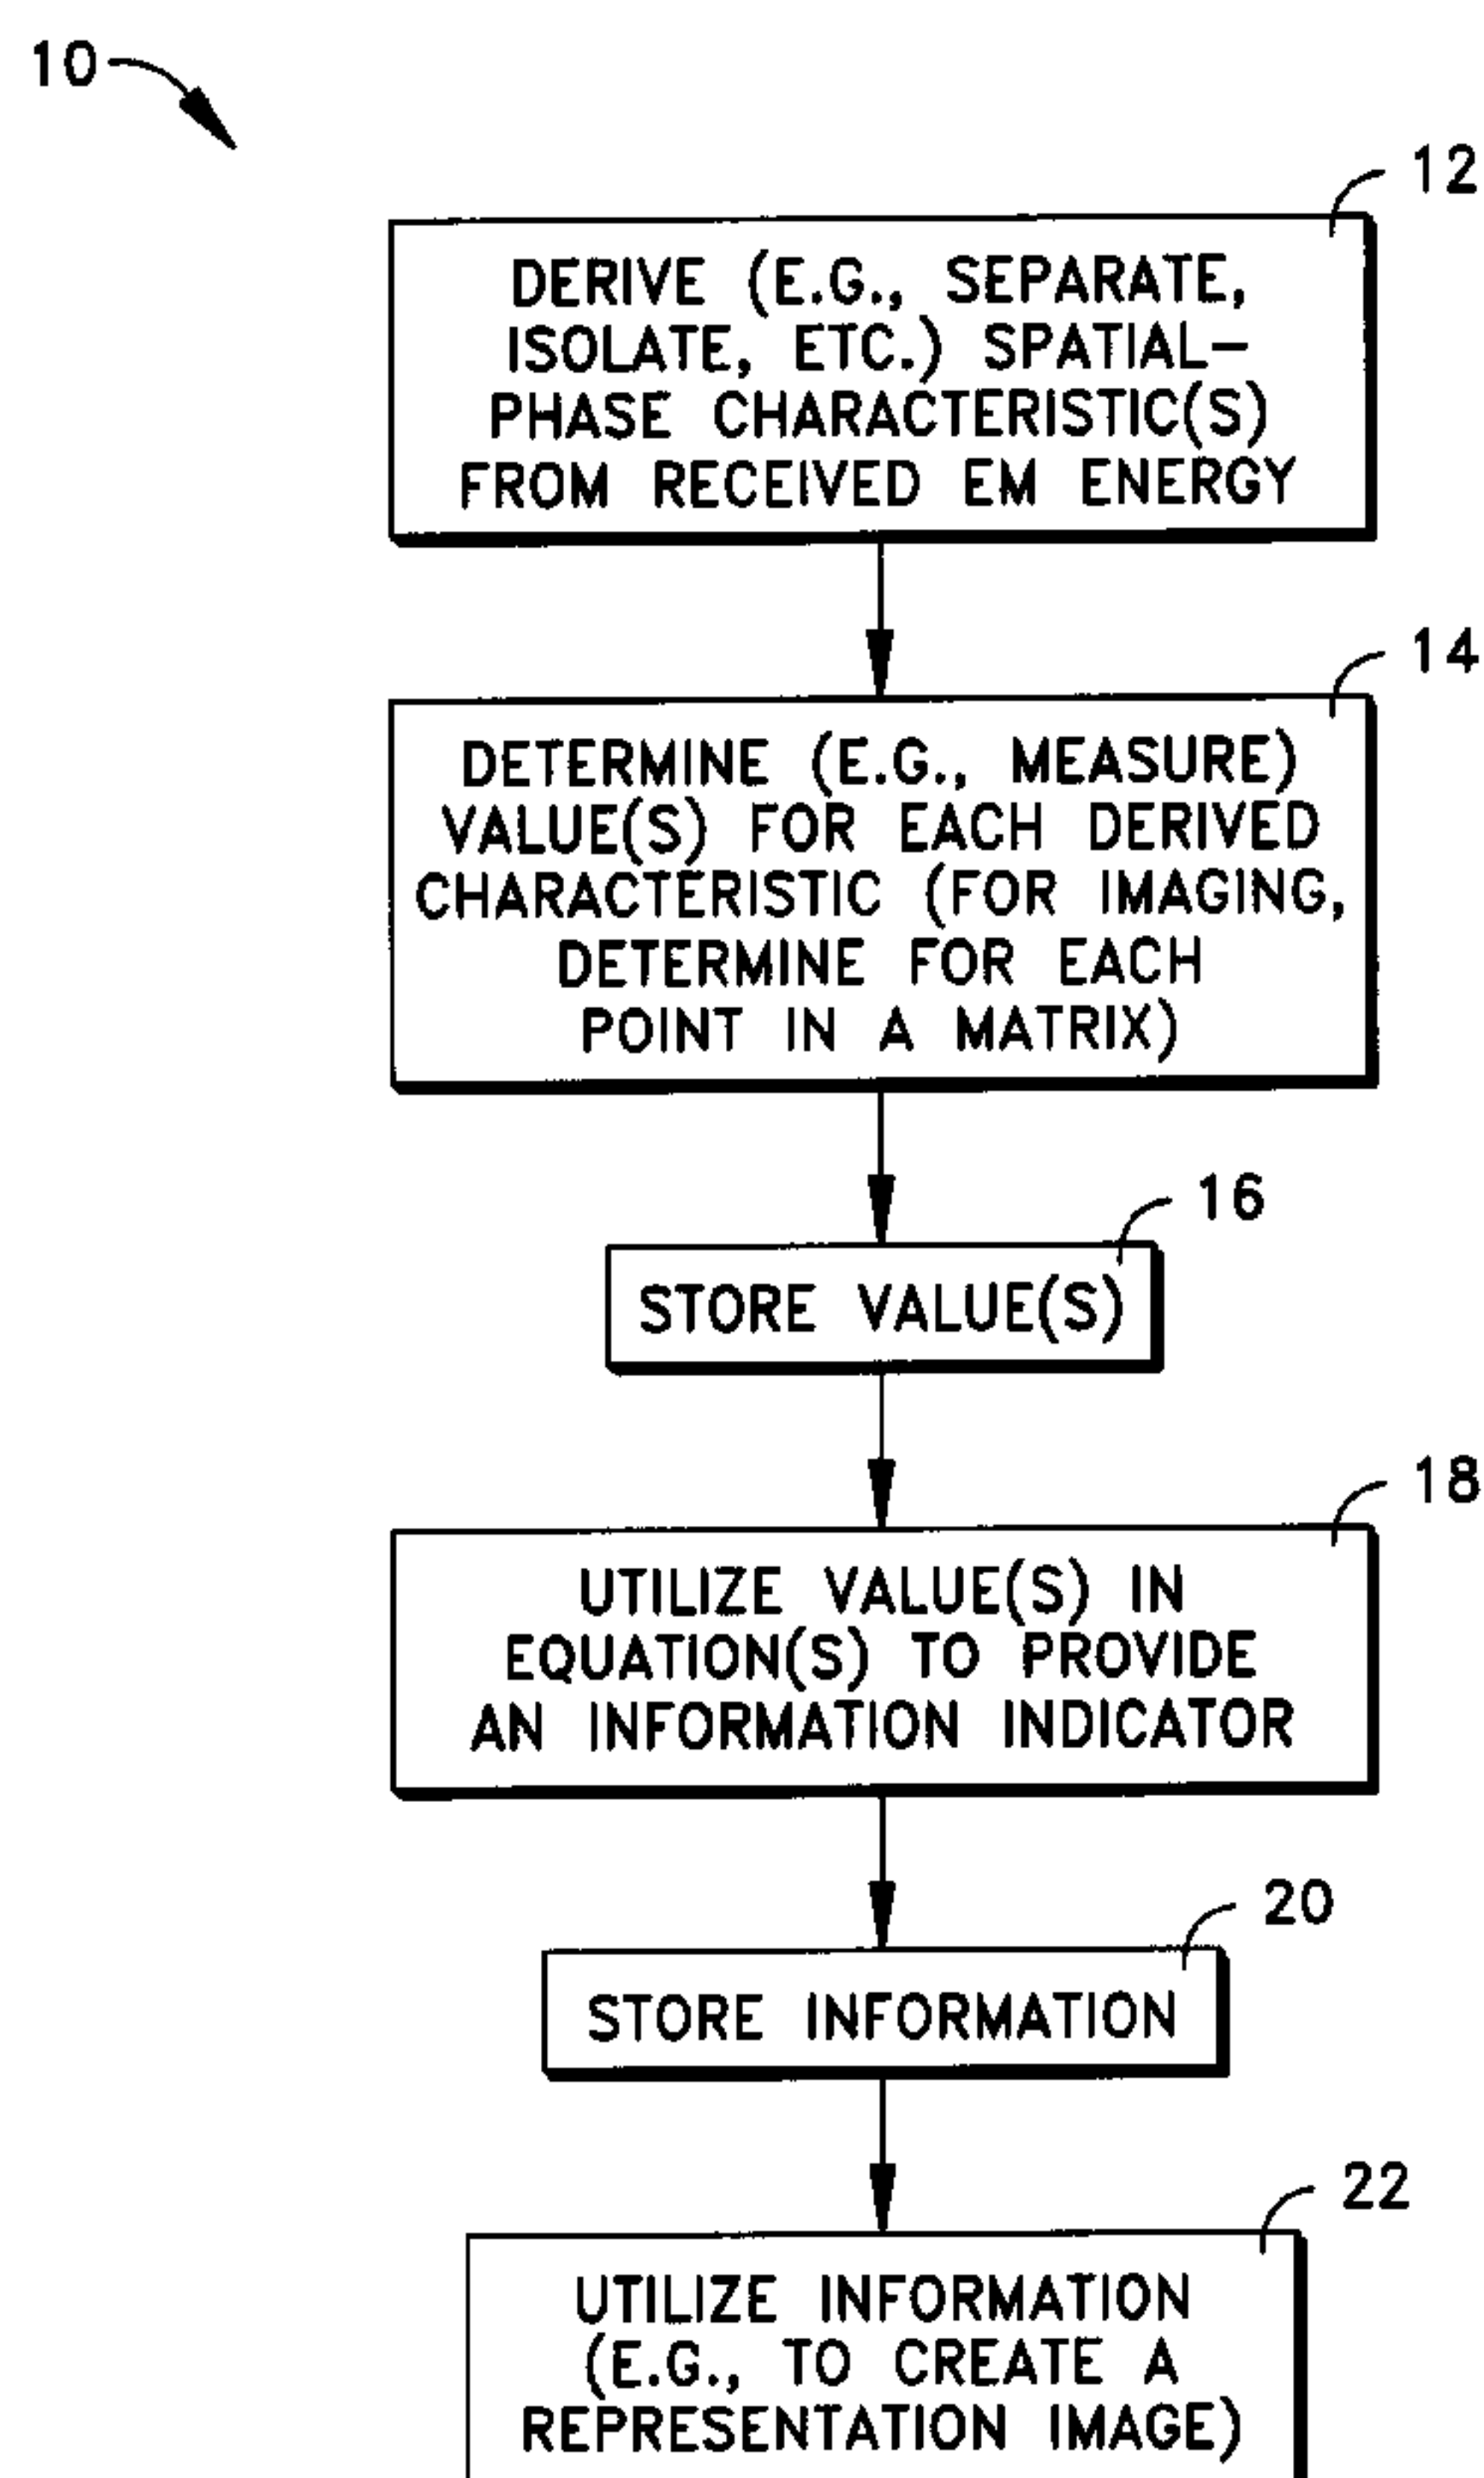 10
12
DERIVE (E.G., SEPARATE,
ISOLATE, ETC.) SPATIAL-
PHASE CHARACTERISTIC(S)
FROM RECEIVED EM ENERGY
14
DETERMINE (E.G., MEASURE)
VALUE(S) FOR EACH DERIVED
CHARACTERISTIC (FOR IMAGING,
DETERMINE FOR EACH
POINT IN A MATRIX)
16
STORE VALUE(S)
18
UTILIZE VALUE(S) IN
EQUATION(S) TO PROVIDE
AN INFORMATION INDICATOR
20
STORE INFORMATION
22
UTILIZE INFORMATION
(E.G., TO CREATE A
REPRESENTATION IMAGE)